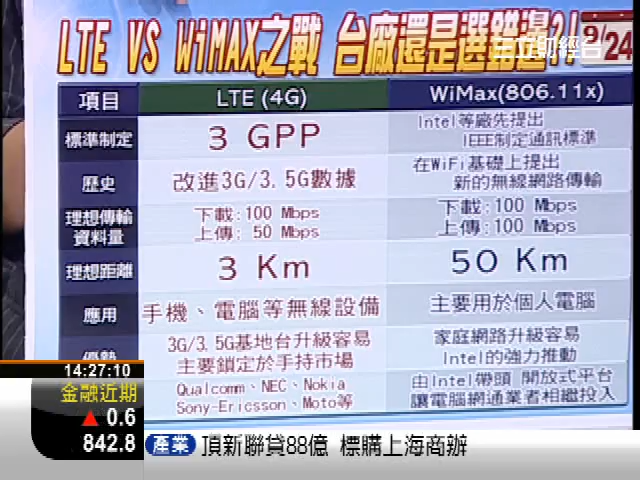 LTE VS WiMAX之戰 台廠還是選錯邊?!
三立財經台
2/24
項目 LTE (4G) WiMax(806.11x)
標準制定 3 GPP Intel等廠先提出
IEEE制定通訊標準
歷史 改進3G/3.5G數據 在WiFi基礎上提出
新的無線網路傳輸
理想傳輸 下載:100 Mbps 下載:100 Mbps
資料量 上傳: 50 Mbps 上傳: 100 Mbps
理想距離 3 Km 50 Km
應用 手機、電腦等無線設備 主要用於個人電腦
優勢 3G/3.5G基地台升級容易 家庭網路升級容易
主要鎖定於手持市場 Intel的強力推動
Qualcomm、NEC、Nokia 由Intel帶頭 開放式平台
Sony-Ericsson、Moto等 讓電腦網通業者相繼投入
14:27:10
金融近期
▲ 0.6
842.8
產業 頂新聯貸88億 標購上海商辦